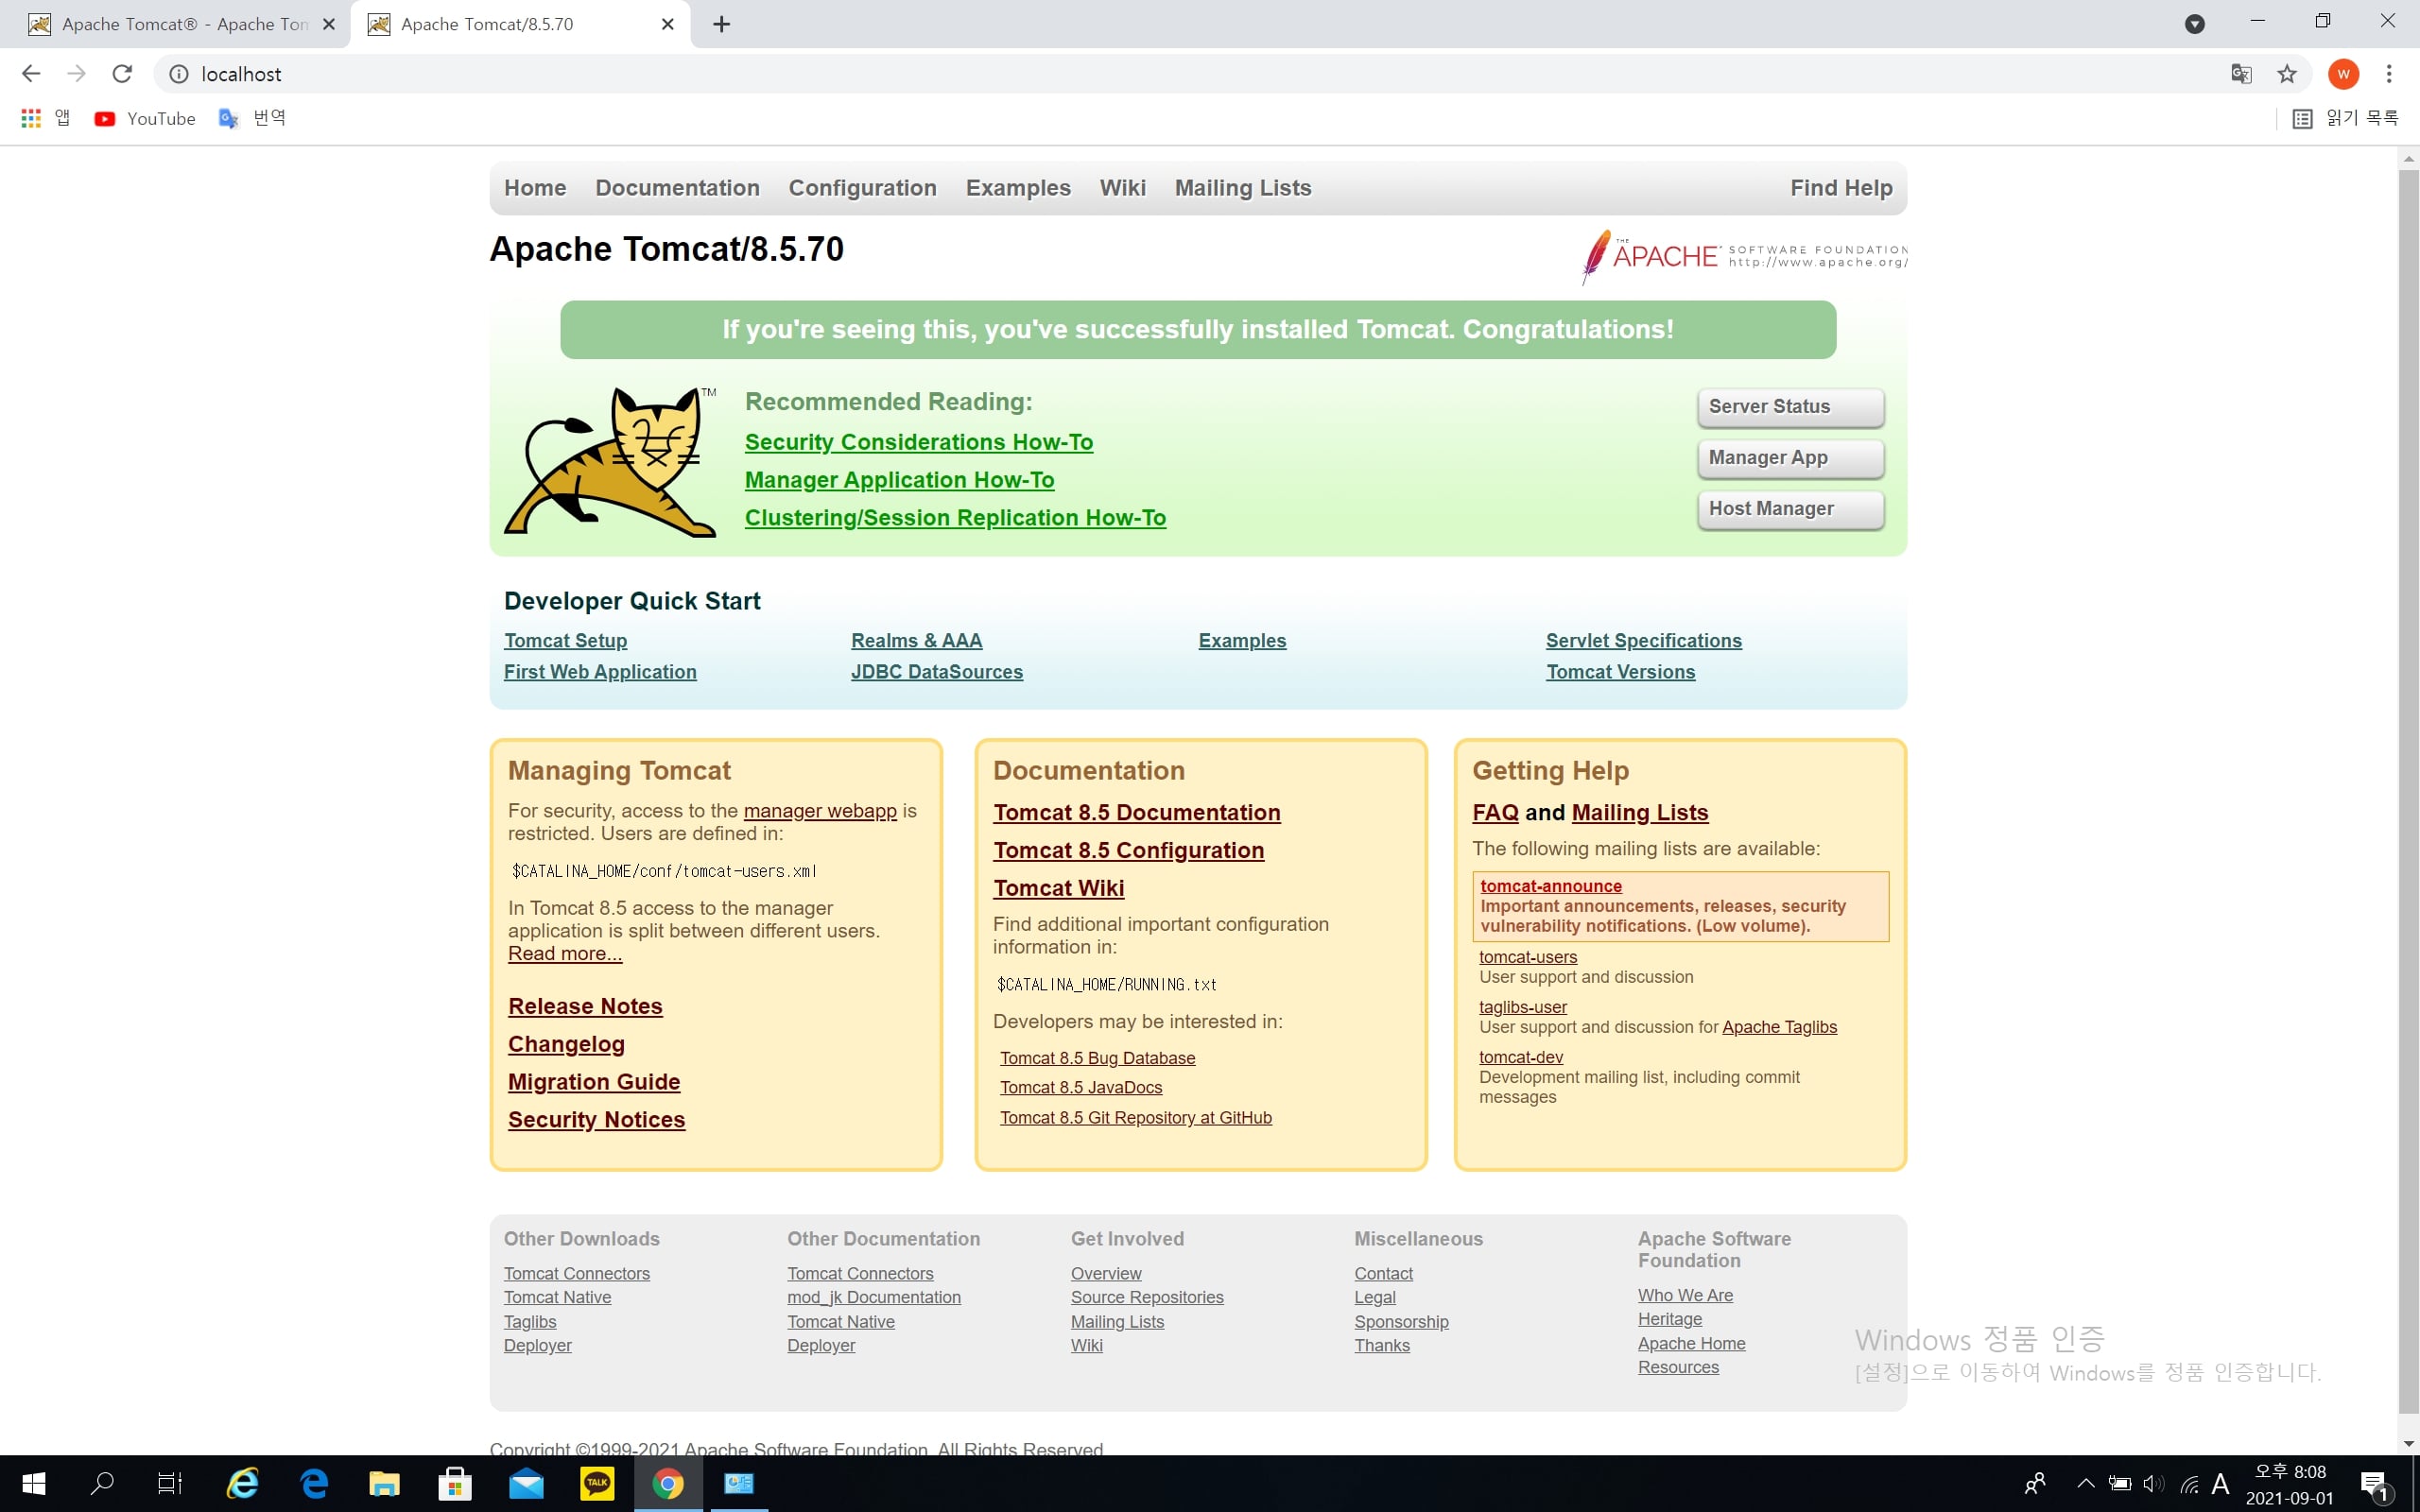 Apache Tomcat® - Apache Tom
Apache Tomcat/8.5.70
localhost
W
앱
YouTube
번역
읽기 목록
Home Documentation Configuration Examples Wiki Mailing Lists Find Help
Apache Tomcat/8.5.70
THE APACHE SOFTWARE FOUNDATION
http://www.apache.org/
If you're seeing this, you've successfully installed Tomcat. Congratulations!
TM
Recommended Reading:
Security Considerations How-To
Manager Application How-To
Clustering/Session Replication How-To
Server Status
Manager App
Host Manager
Developer Quick Start
Tomcat Setup
First Web Application
Realms & AAA
JDBC DataSources
Examples
Servlet Specifications
Tomcat Versions
Managing Tomcat
For security, access to the manager webapp is
restricted. Users are defined in:
$CATALINA_HOME/conf/tomcat-users.xml
In Tomcat 8.5 access to the manager
application is split between different users.
Read more...
Release Notes
Changelog
Migration Guide
Security Notices
Documentation
Tomcat 8.5 Documentation
Tomcat 8.5 Configuration
Tomcat Wiki
Find additional important configuration
information in:
$CATALINA_HOME/RUNNING.txt
Developers may be interested in:
Tomcat 8.5 Bug Database
Tomcat 8.5 JavaDocs
Tomcat 8.5 Git Repository at GitHub
Getting Help
FAQ and Mailing Lists
The following mailing lists are available:
tomcat-announce
Important announcements, releases, security
vulnerability notifications. (Low volume).
tomcat-users
User support and discussion
taglibs-user
User support and discussion for Apache Taglibs
tomcat-dev
Development mailing list, including commit
messages
Other Downloads
Tomcat Connectors
Tomcat Native
Taglibs
Deployer
Other Documentation
Tomcat Connectors
mod_jk Documentation
Tomcat Native
Deployer
Get Involved
Overview
Source Repositories
Mailing Lists
Wiki
Miscellaneous
Contact
Legal
Sponsorship
Thanks
Apache Software
Foundation
Who We Are
Heritage
Apache Home
Resources
Windows 정품 인증
[설정]으로 이동하여 Windows를 정품 인증합니다.
Copyright ©1999-2021 Apache Software Foundation. All Rights Reserved
TALK
A
오후 8:08
2021-09-01
1